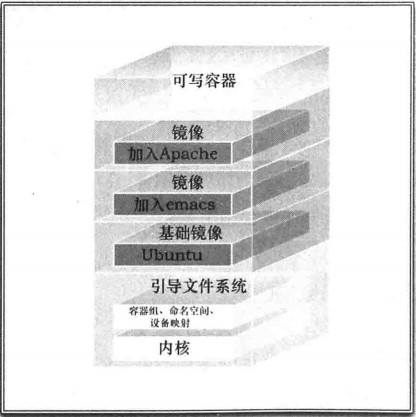 可写容器
镜像
加入Apache
镜像
加入emacs
基础镜像
Ubuntu
引导文件系统
容器组、命名空间、
设备映射
内核